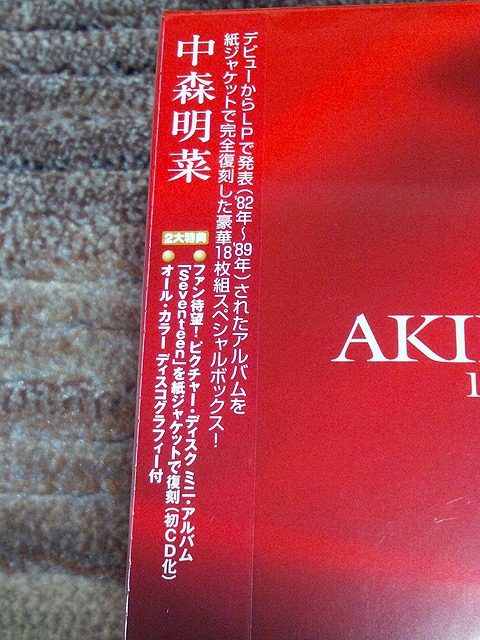 中森明菜
デビューからLPで発表('82年〜'89年)されたアルバムを
紙ジャケットで完全復刻した豪華18枚組スペシャルボックス!
2大特典
●ファン待望!ピクチャー・ディスク ミニ・アルバム
「Seventeen」を紙ジャケットで復刻(初CD化)
●オール・カラー ディスコグラフィー付
AKI
1